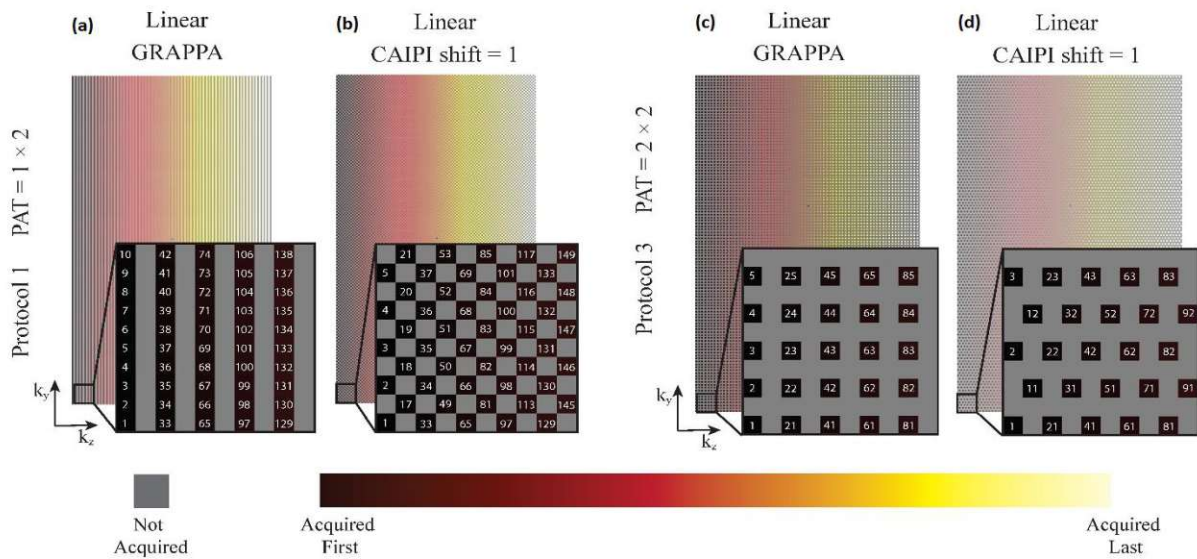 (a) Linear
GRAPPA
(b) Linear
CAIPI shift = 1
(c) Linear
GRAPPA
(d) Linear
CAIPI shift = 1
PAT = 1 × 2
Protocol 1
10 42 74 106 138
9 41 73 105 137
8 40 72 104 136
7 39 71 103 135
6 38 70 102 134
5 37 69 101 133
4 36 68 100 132
3 35 67 99 131
2 34 66 98 130
1 33 65 97 129
ky
kz
21 53 85 117 149
5 37 69 101 133
20 52 84 116 148
4 36 68 100 132
19 51 83 115 147
3 35 67 99 131
18 50 82 114 146
2 34 66 98 130
17 49 81 113 145
1 33 65 97 129
PAT = 2 × 2
Protocol 3
5 25 45 65 85
4 24 44 64 84
3 23 43 63 83
2 22 42 62 82
1 21 41 61 81
ky
kz
3 23 43 63 83
12 32 52 72 92
2 22 42 62 82
11 31 51 71 91
1 21 41 61 81
Not
Acquired
Acquired
First
Acquired
Last